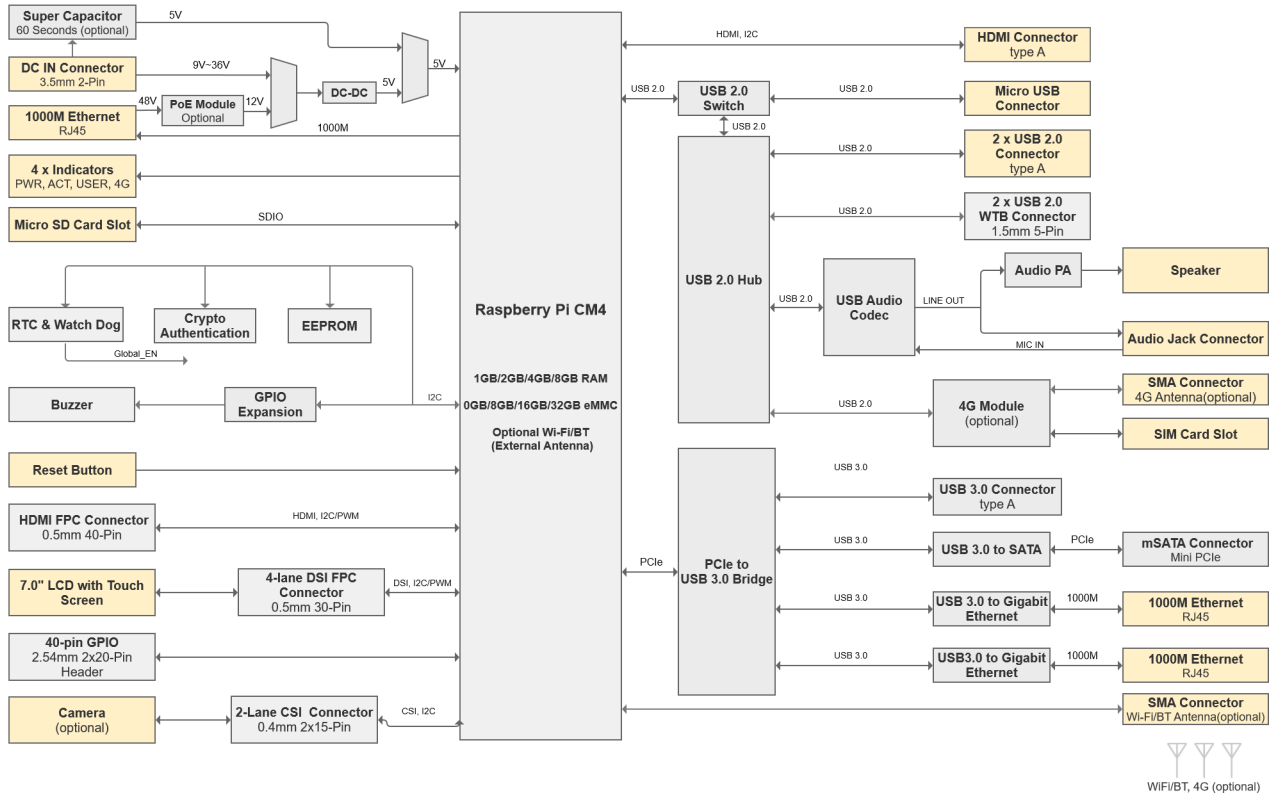 Super Capacitor
60 Seconds (optional)
5V
DC IN Connector
3.5mm 2-Pin
9V~36V
48V
PoE Module
Optional
12V
DC-DC
5V
5V
1000M Ethernet
RJ45
1000M
4 x Indicators
PWR, ACT, USER, 4G
Micro SD Card Slot
SDIO
RTC & Watch Dog
Crypto
Authentication
EEPROM
Global_EN
Buzzer
GPIO
Expansion
I2C
Reset Button
HDMI FPC Connector
0.5mm 40-Pin
HDMI, I2C/PWM
7.0" LCD with Touch
Screen
4-lane DSI FPC
Connector
0.5mm 30-Pin
DSI, I2C/PWM
40-pin GPIO
2.54mm 2x20-Pin
Header
Camera
(optional)
2-Lane CSI Connector
0.4mm 2x15-Pin
CSI, I2C
Raspberry Pi CM4
1GB/2GB/4GB/8GB RAM
0GB/8GB/16GB/32GB eMMC
Optional Wi-Fi/BT
(External Antenna)
HDMI, I2C
HDMI Connector
type A
USB 2.0
USB 2.0
Switch
USB 2.0
Micro USB
Connector
USB 2.0
USB 2.0 Hub
USB 2.0
2 x USB 2.0
Connector
type A
USB 2.0
2 x USB 2.0
WTB Connector
1.5mm 5-Pin
USB 2.0
USB Audio
Codec
LINE OUT
Audio PA
Speaker
MIC IN
Audio Jack Connector
USB 2.0
4G Module
(optional)
SMA Connector
4G Antenna(optional)
SIM Card Slot
PCIe
PCIe to
USB 3.0 Bridge
USB 3.0
USB 3.0 Connector
type A
USB 3.0
USB 3.0 to SATA
PCIe
mSATA Connector
Mini PCIe
USB 3.0
USB 3.0 to Gigabit
Ethernet
1000M
1000M Ethernet
RJ45
USB 3.0
USB3.0 to Gigabit
Ethernet
1000M
1000M Ethernet
RJ45
SMA Connector
Wi-Fi/BT Antenna(optional)
WiFi/BT, 4G (optional)